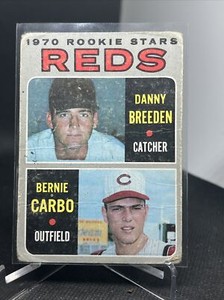 1970 ROOKIE STARS
REDS
DANNY
BREEDEN
CATCHER
BERNIE
CARBO
OUTFIELD
C